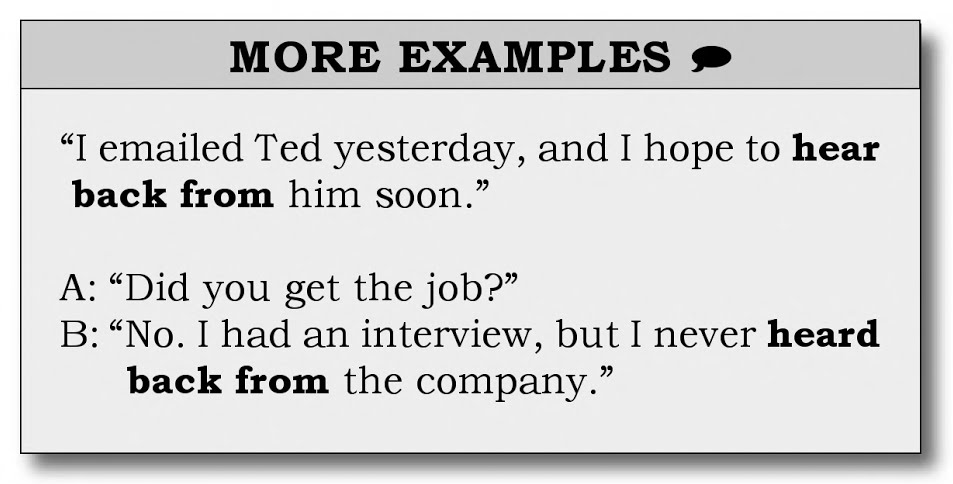 MORE EXAMPLES
“I emailed Ted yesterday, and I hope to hear
back from him soon.”
A: “Did you get the job?”
B: “No. I had an interview, but I never heard
back from the company.”